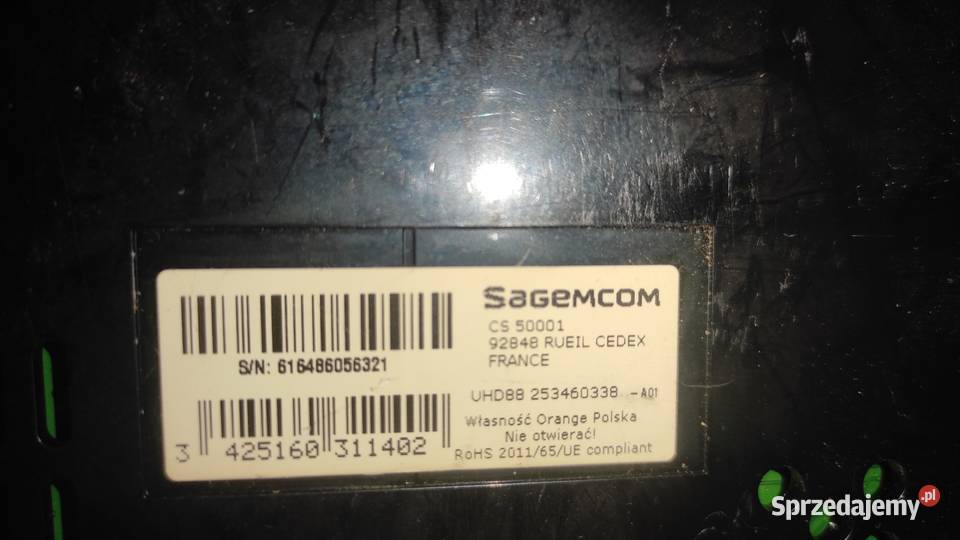 SAGEMCOM
CS 50001
92848 RUEIL CEDEX
FRANCE
S/N: 616486056321
UHD88 253460338 -A01
Własność Orange Polska
Nie otwierać!
RoHS 2011/65/UE compliant
3 425160 311402
Sprzedajemy.pl